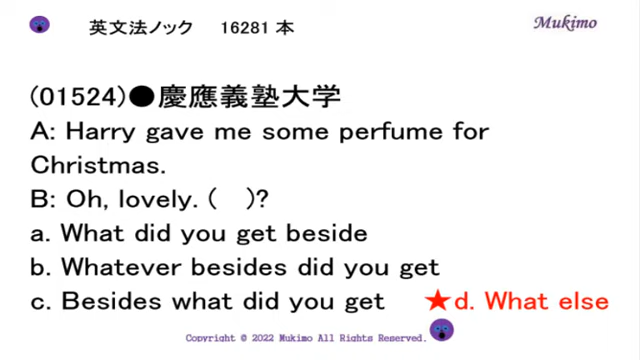 英文法ノック 16281 本
Mukimo
(01524)●慶應義塾大学
A: Harry gave me some perfume for
Christmas.
B: Oh, lovely. ( )?
a. What did you get beside
b. Whatever besides did you get
c. Besides what did you get ★d. What else
Copyright © 2022 Mukimo All Rights Reserved.